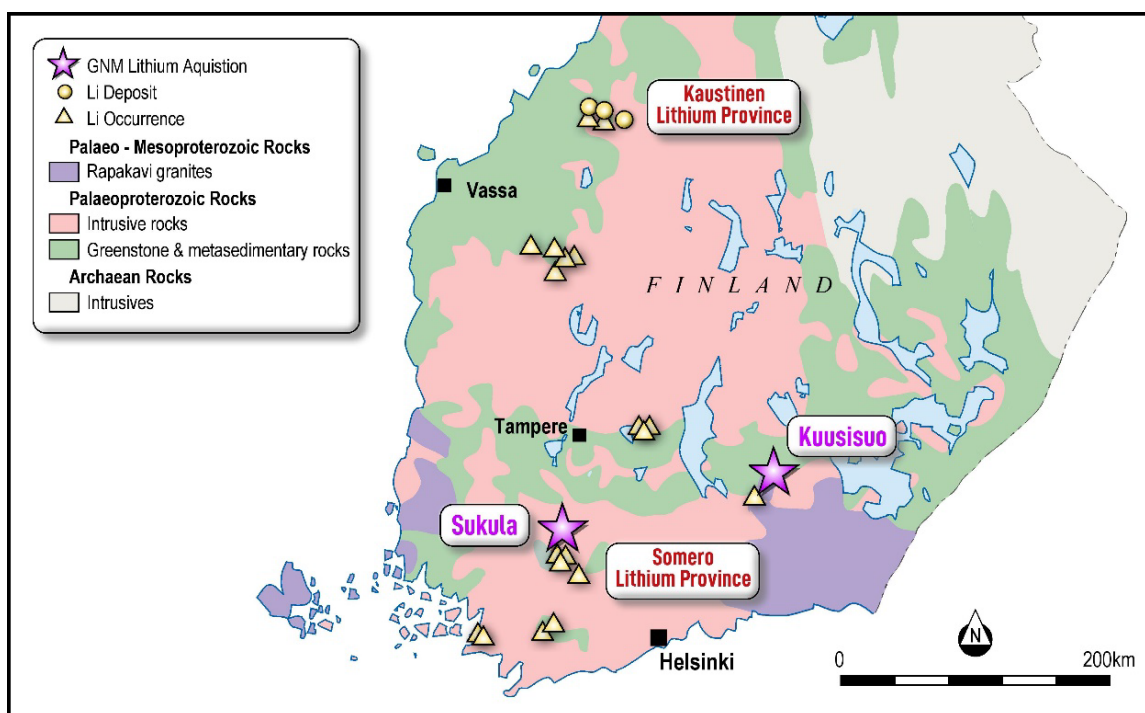 GNM Lithium Aquistion
Li Deposit
Li Occurrence
Palaeo - Mesoproterozoic Rocks
Rapakavi granites
Palaeoproterozoic Rocks
Intrusive rocks
Greenstone & metasedimentary rocks
Archaean Rocks
Intrusives
Kaustinen
Lithium Province
Vassa
FINLAND
Tampere
Kuusisuo
Sukula
Somero
Lithium Province
Helsinki
N
0
200km